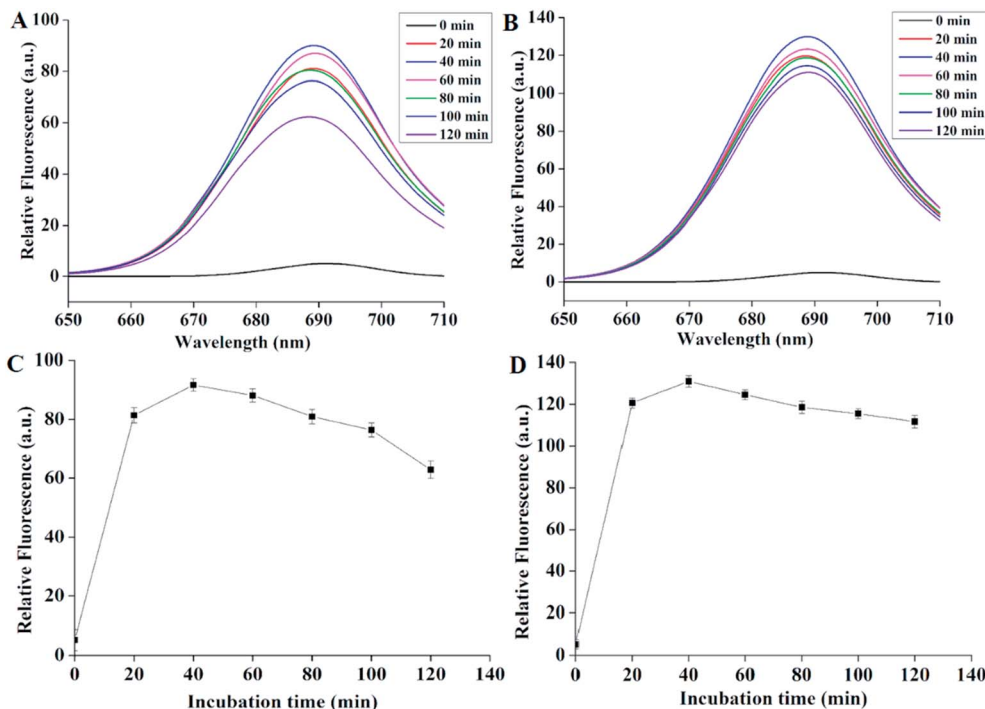 A
100
80
60
40
20
0
Relative Fluorescence (a.u.)
650 660 670 680 690 700 710
Wavelength (nm)
0 min
20 min
40 min
60 min
80 min
100 min
120 min
B
140
120
100
80
60
40
20
0
Relative Fluorescence (a.u.)
650 660 670 680 690 700 710
Wavelength (nm)
0 min
20 min
40 min
60 min
80 min
100 min
120 min
C
100
80
60
40
20
0
Relative Fluorescence (a.u.)
0 20 40 60 80 100 120 140
Incubation time (min)
D
140
120
100
80
60
40
20
0
Relative Fluorescence (a.u.)
0 20 40 60 80 100 120 140
Incubation time (min)